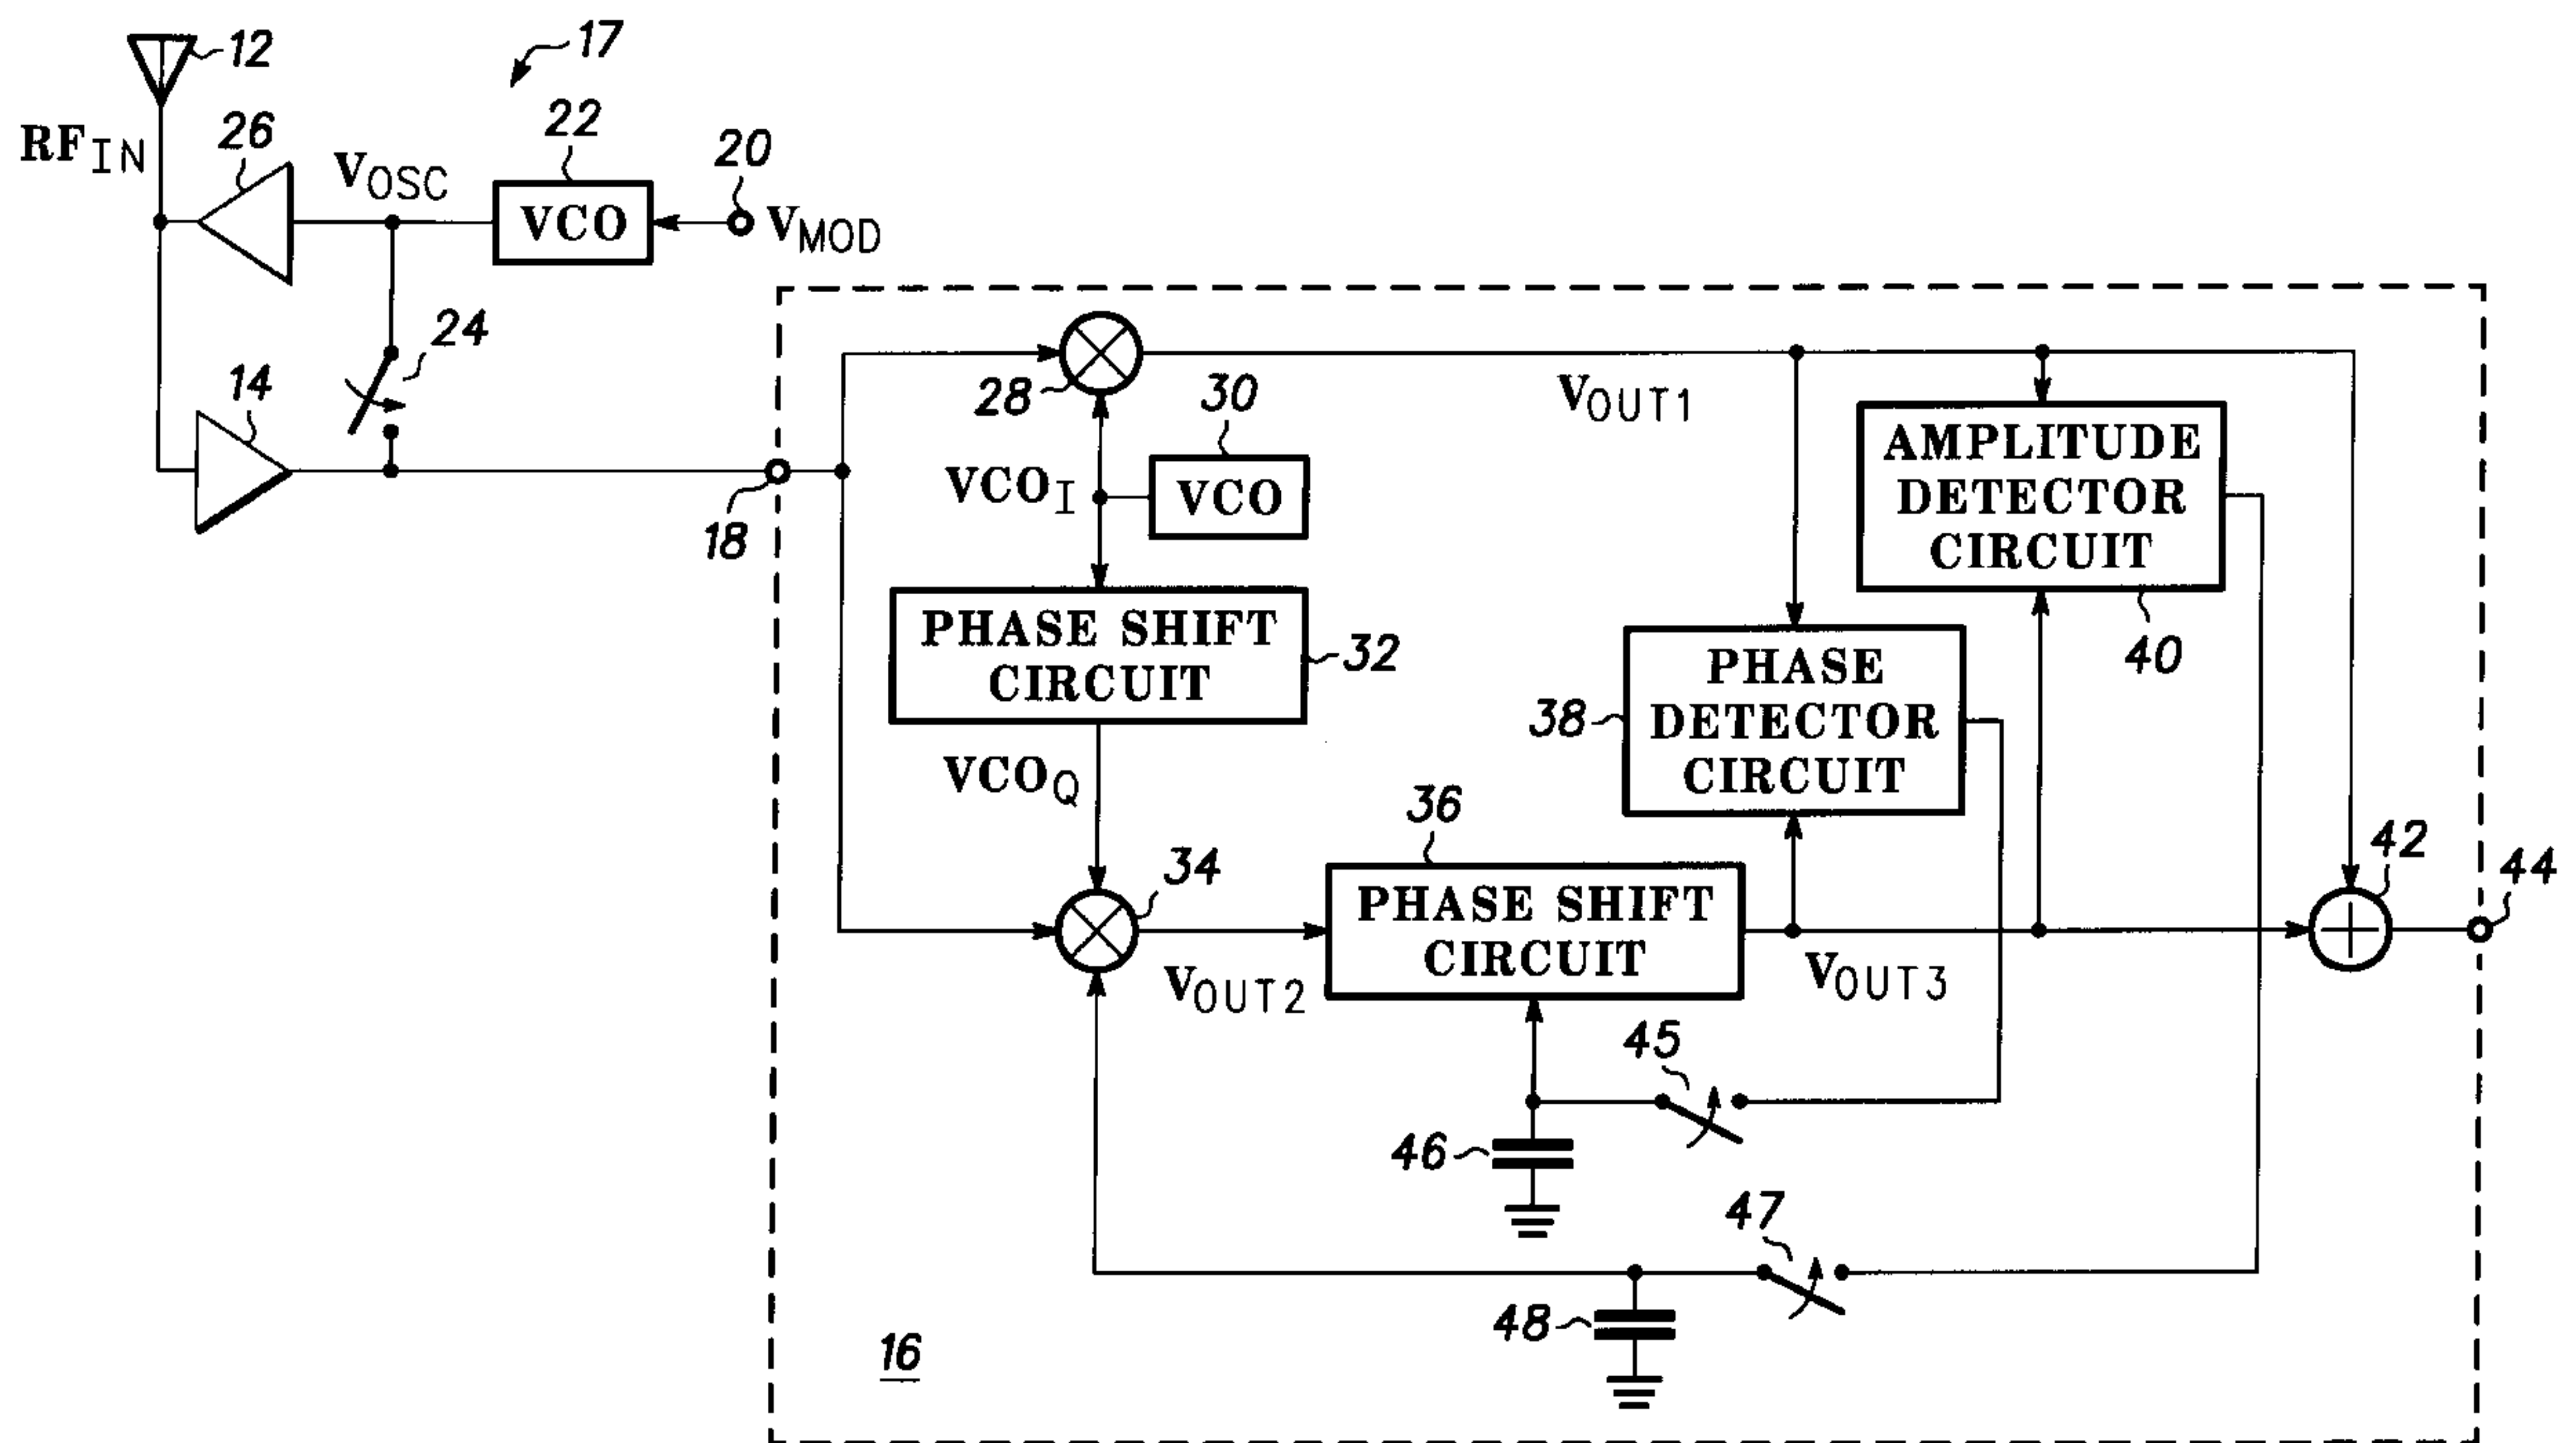 12
17
RFIN
26
VOSC
22
VCO
20
VMOD
24
14
18
28
VCOI
30
VCO
VOUT1
AMPLITUDE
DETECTOR
CIRCUIT
40
PHASE SHIFT
CIRCUIT
32
PHASE
DETECTOR
CIRCUIT
38
VCOQ
34
VOUT2
36
PHASE SHIFT
CIRCUIT
VOUT3
42
44
45
46
47
48
16